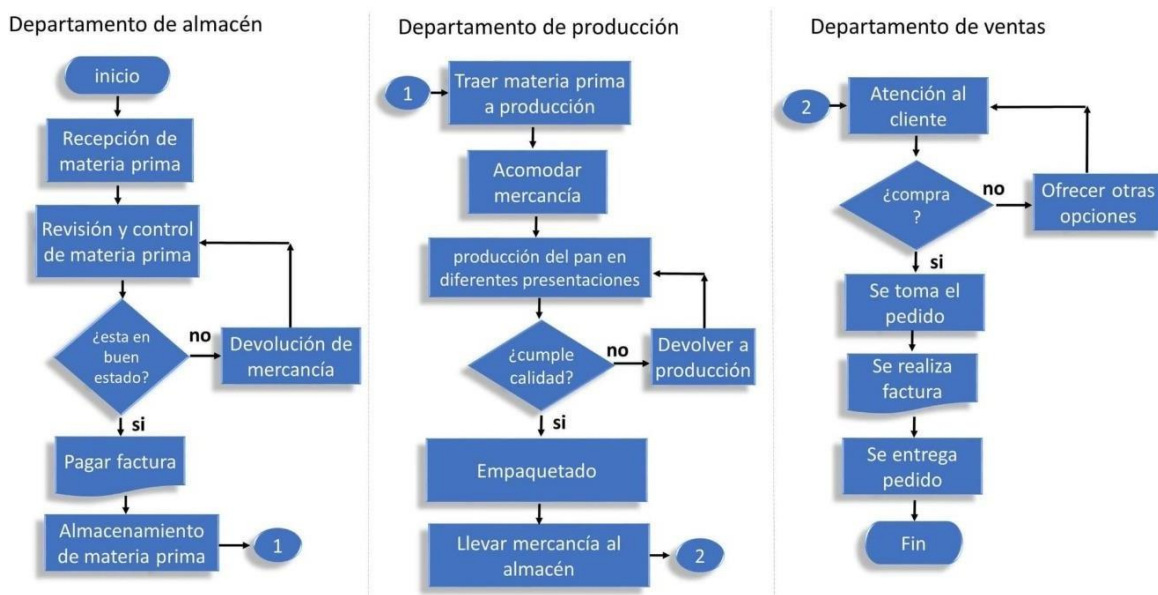 Departamento de almacén
inicio
Recepción de
materia prima
Revisión y control
de materia prima
¿esta en
buen
estado?
no
Devolución de
mercancía
si
Pagar factura
Almacenamiento
de materia prima
1
Departamento de producción
1
Traer materia prima
a producción
Acomodar
mercancía
producción del pan en
diferentes presentaciones
¿cumple
calidad?
no
Devolver a
producción
si
Empaquetado
Llevar mercancía al
almacén
2
Departamento de ventas
2
Atención al
cliente
¿compra
?
no
Ofrecer otras
opciones
si
Se toma el
pedido
Se realiza
factura
Se entrega
pedido
Fin